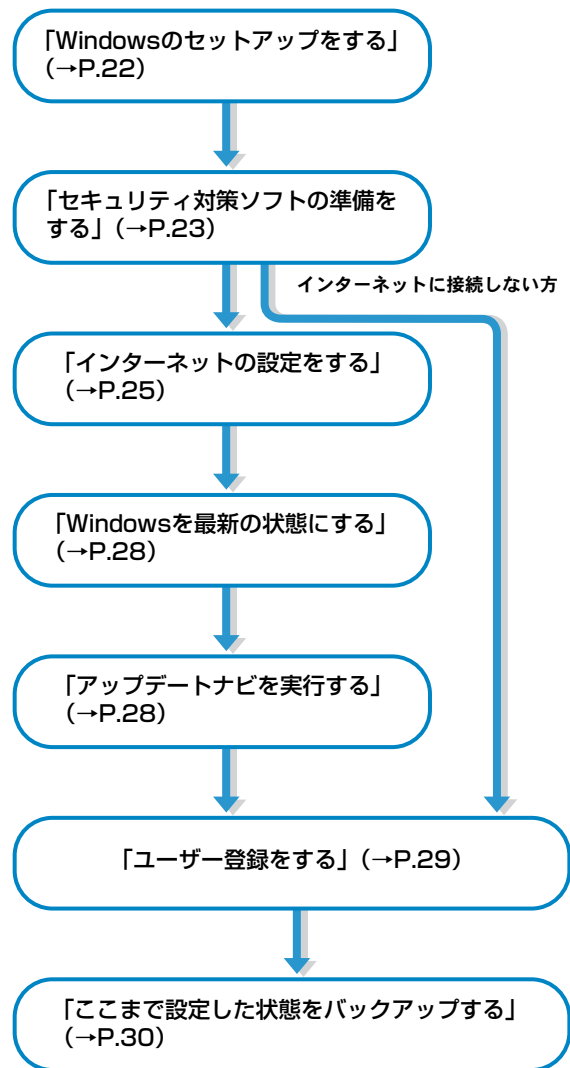 「Windowsのセットアップをする」
(→P.22)
「セキュリティ対策ソフトの準備を
する」(→P.23)
インターネットに接続しない方
「インターネットの設定をする」
(→P.25)
「Windowsを最新の状態にする」
(→P.28)
「アップデートナビを実行する」
(→P.28)
「ユーザー登録をする」(→P.29)
「ここまで設定した状態をバックアップする」
(→P.30)